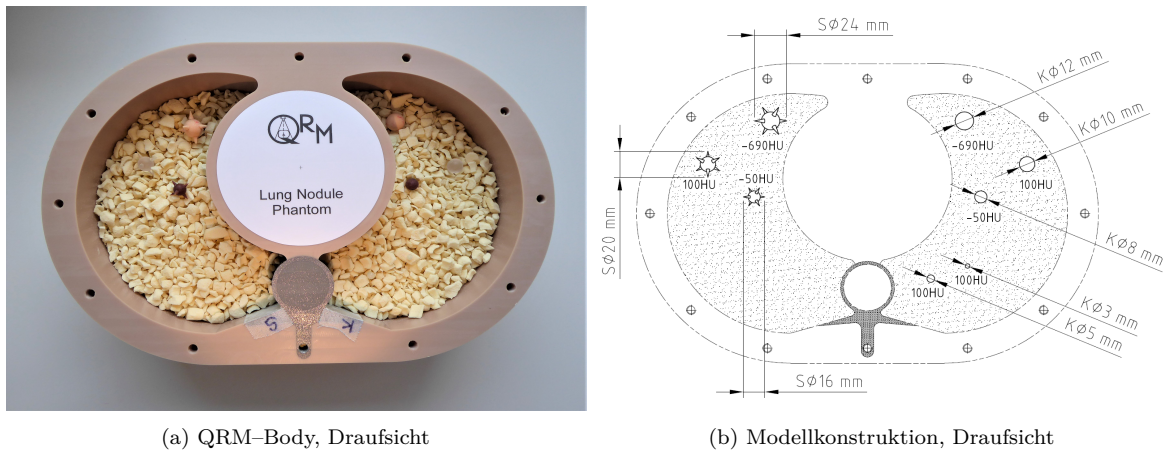 QRM
Lung Nodule
Phantom
S
K
SØ24 mm
KØ12 mm
KØ10 mm
-690HU
-690HU
100HU
-50HU
100HU
-50HU
SØ20 mm
KØ8 mm
100HU
100HU
KØ3 mm
KØ5 mm
SØ16 mm
(a) QRM–Body, Draufsicht
(b) Modellkonstruktion, Draufsicht